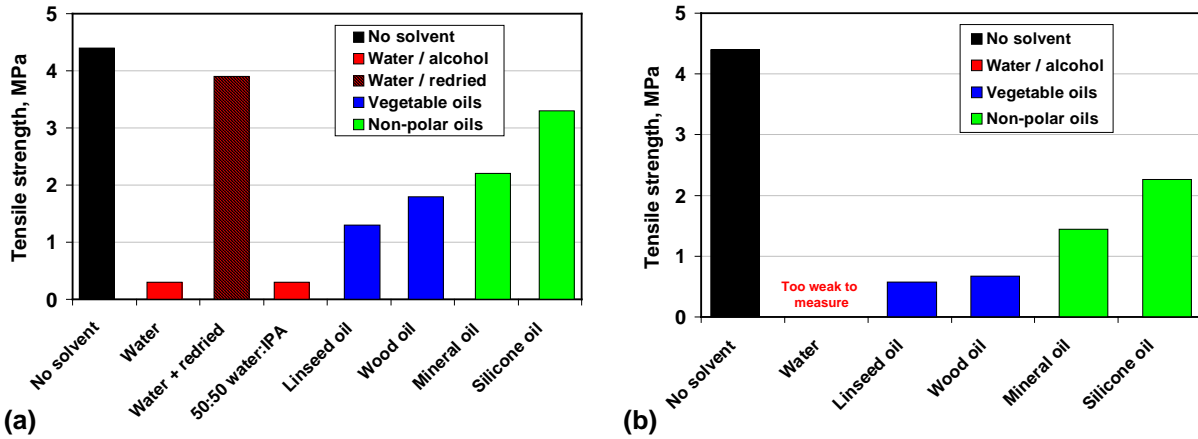 5
4
3
2
1
0
Tensile strength, MPa
No solvent
Water / alcohol
Water / redried
Vegetable oils
Non-polar oils
No solvent
Water
Water + redried
50:50 water:IPA
Linseed oil
Wood oil
Mineral oil
Silicone oil
(a)
5
4
3
2
1
0
Tensile strength, MPa
No solvent
Water / alcohol
Vegetable oils
Non-polar oils
Too weak to
measure
No solvent
Water
Linseed oil
Wood oil
Mineral oil
Silicone oil
(b)